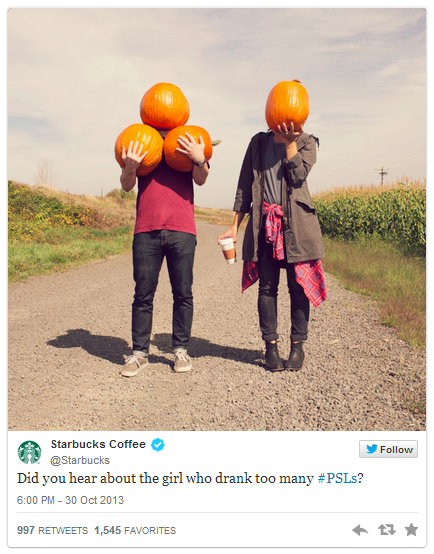 Starbucks Coffee
@Starbucks
Follow
Did you hear about the girl who drank too many #PSLs?
6:00 PM - 30 Oct 2013
997 RETWEETS 1,545 FAVORITES